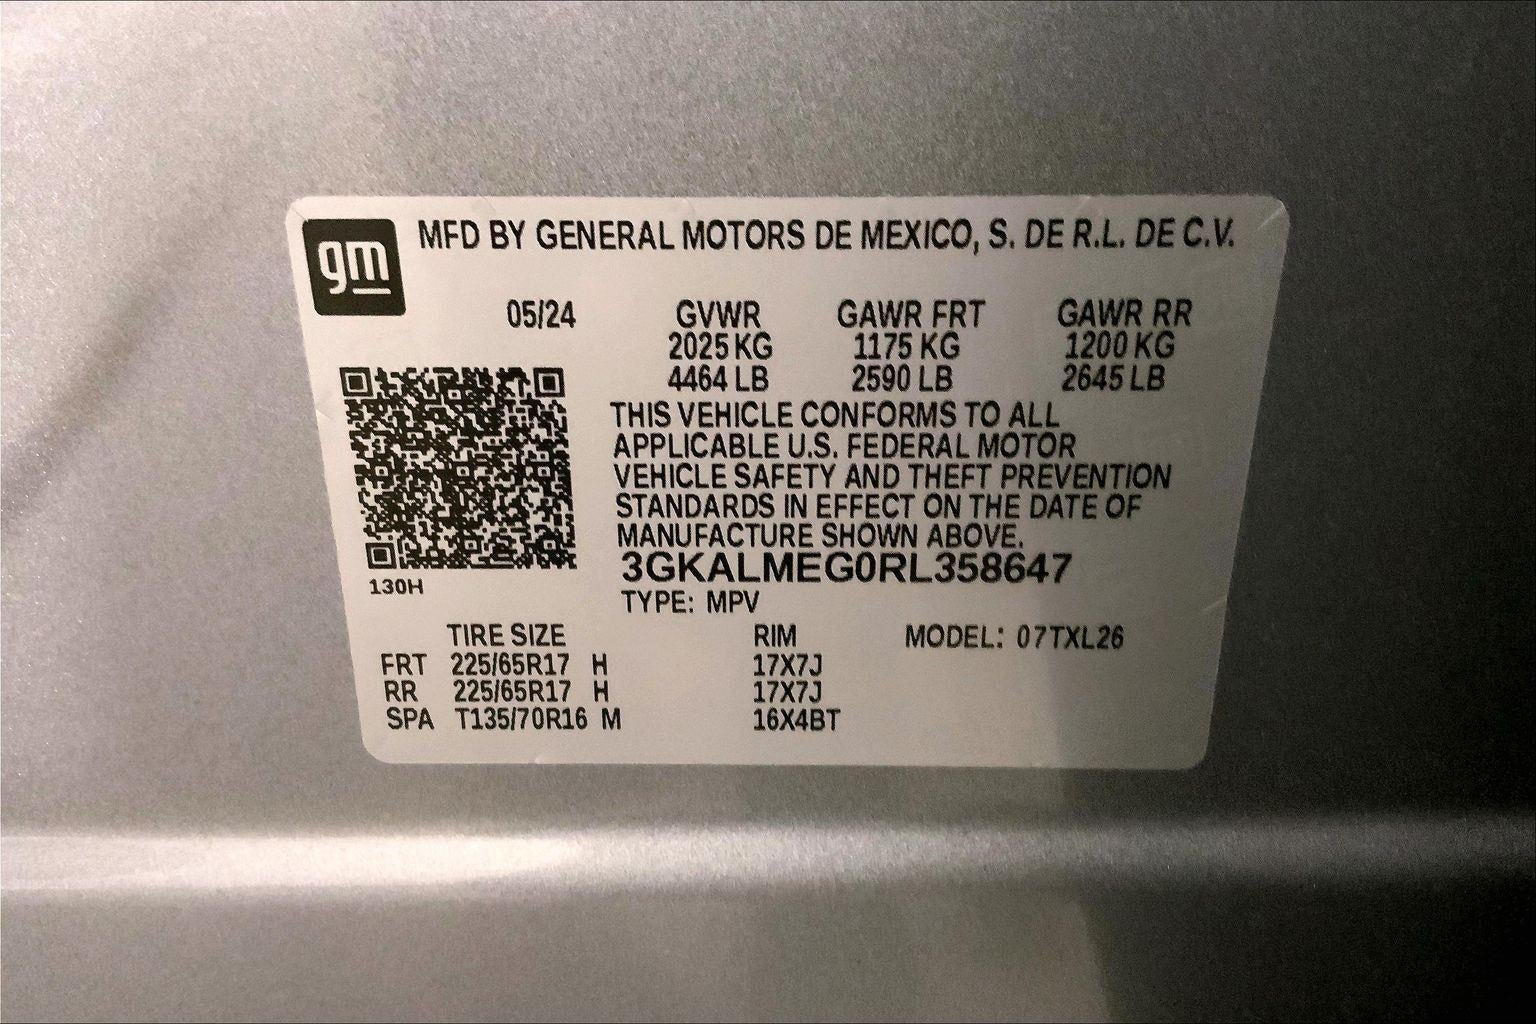 gm
MFD BY GENERAL MOTORS DE MEXICO, S. DE R.L. DE C.V.
05/24 GVWR GAWR FRT GAWR RR
2025 KG 1175 KG 1200 KG
4464 LB 2590 LB 2645 LB
THIS VEHICLE CONFORMS TO ALL
APPLICABLE U.S. FEDERAL MOTOR
VEHICLE SAFETY AND THEFT PREVENTION
STANDARDS IN EFFECT ON THE DATE OF
MANUFACTURE SHOWN ABOVE.
3GKALMEG0RL358647
130H
TYPE: MPV
TIRE SIZE RIM MODEL: 07TXL26
FRT 225/65R17 H 17X7J
RR 225/65R17 H 17X7J
SPA T135/70R16 M 16X4BT